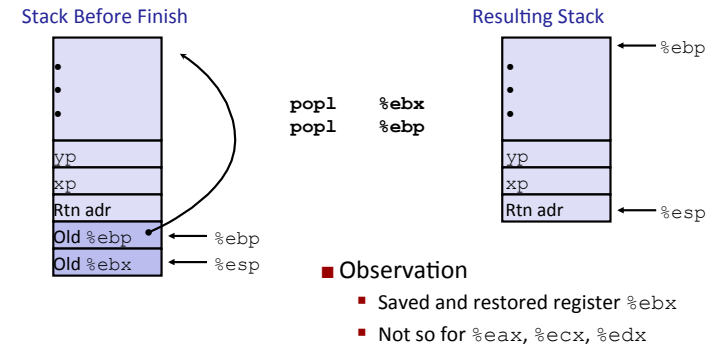 Stack Before Finish
yp
xp
Rtn adr
Old %ebp
%ebp
Old %ebx
%esp
popl %ebx
popl %ebp
Resulting Stack
%ebp
yp
xp
Rtn adr
%esp
Observation
Saved and restored register %ebx
Not so for %eax, %ecx, %edx